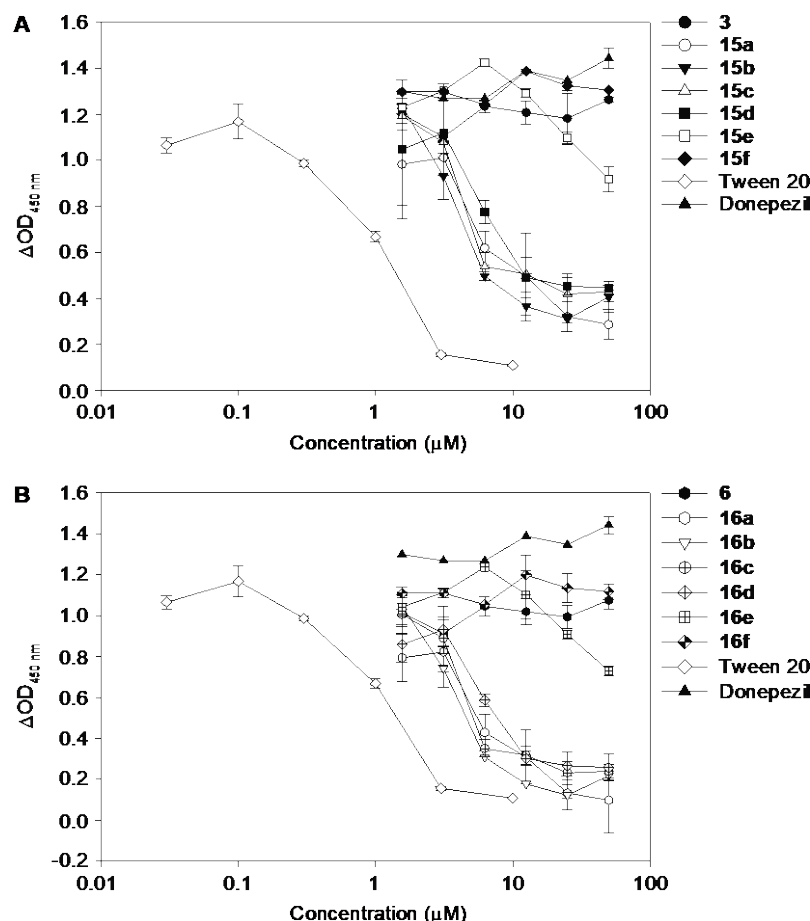 A
1.6
1.4
1.2
1.0
0.8
0.6
0.4
0.2
0.0
ΔOD450 nm
0.01
0.1
1
10
100
Concentration (μM)
3
15a
15b
15c
15d
15e
15f
Tween 20
Donepezil
B
1.6
1.4
1.2
1.0
0.8
0.6
0.4
0.2
0.0
-0.2
ΔOD450 nm
0.01
0.1
1
10
100
Concentration (μM)
6
16a
16b
16c
16d
16e
16f
Tween 20
Donepezil